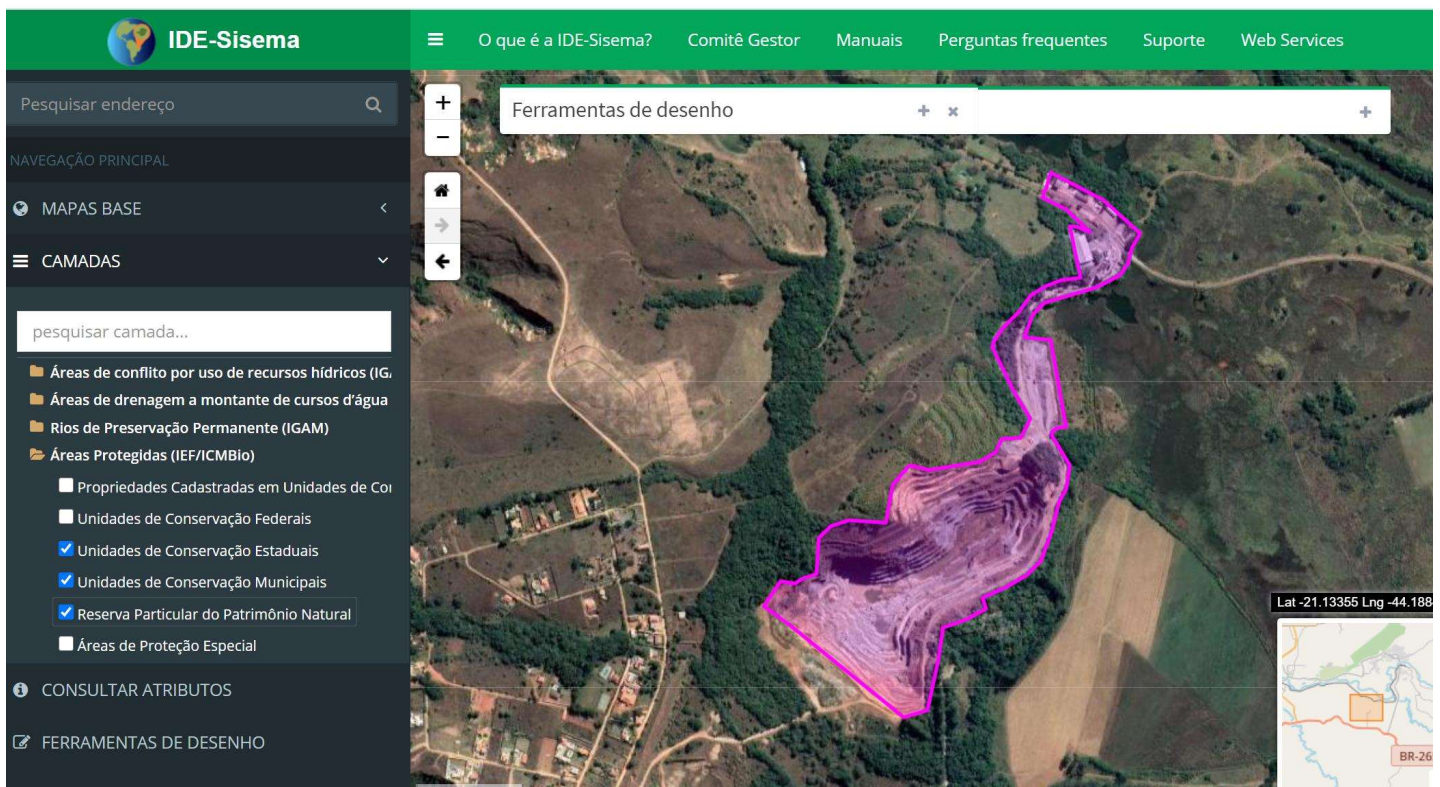 IDE-Sisema
O que é a IDE-Sisema? Comitê Gestor Manuais Perguntas frequentes Suporte Web Services
Pesquisar endereço
NAVEGAÇÃO PRINCIPAL
MAPAS BASE
CAMADAS
pesquisar camada...
Áreas de conflito por uso de recursos hídricos (IG
Áreas de drenagem a montante de cursos d'água
Rios de Preservação Permanente (IGAM)
Áreas Protegidas (IEF/ICMBio)
Propriedades Cadastradas em Unidades de Co
Unidades de Conservação Federais
Unidades de Conservação Estaduais
Unidades de Conservação Municipais
Reserva Particular do Patrimônio Natural
Áreas de Proteção Especial
CONSULTAR ATRIBUTOS
FERRAMENTAS DE DESENHO
Ferramentas de desenho
Lat -21.13355 Lng -44.188
BR-26